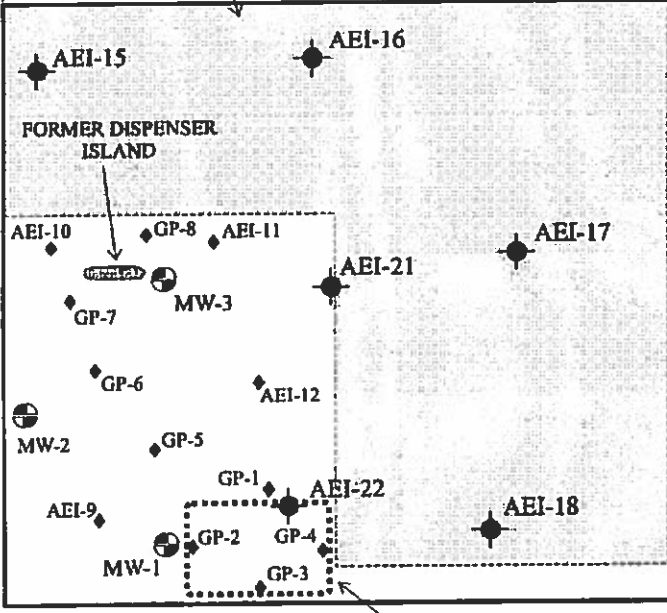 AEI-15
AEI-16
FORMER DISPENSER
ISLAND
AEI-10
GP-8
AEI-11
AEI-17
AEI-21
MW-3
GP-7
GP-6
AEI-12
MW-2
GP-5
GP-1
AEI-22
AEI-9
AEI-18
GP-2
GP-4
MW-1
GP-3